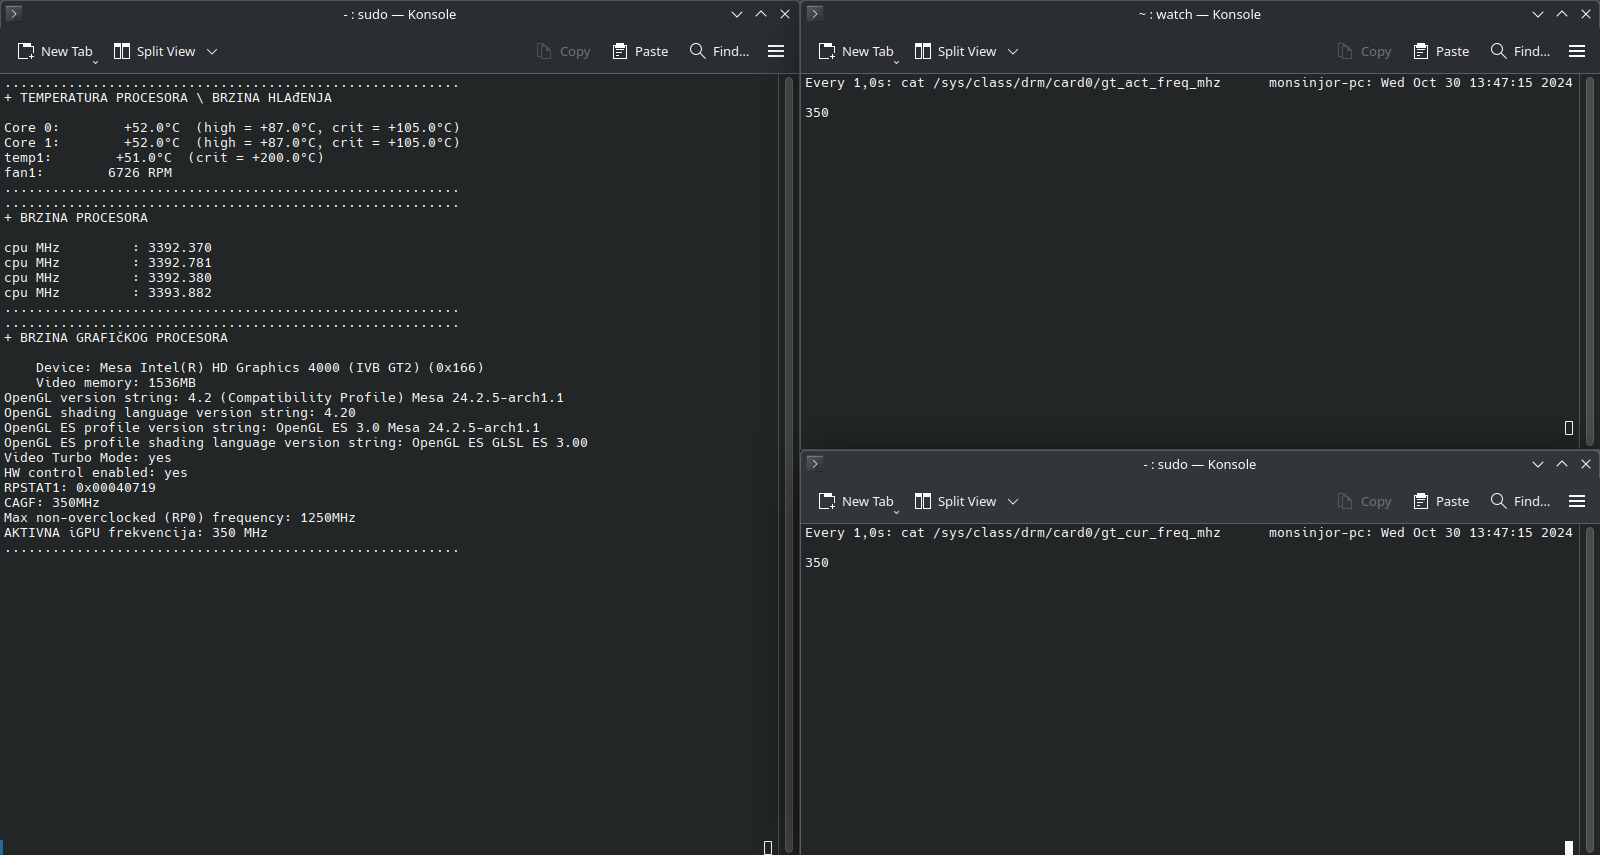 - : sudo — Konsole
New Tab Split View Copy Paste Find...
......................................................... 
+ TEMPERATURA PROCESORA \ BRZINA HLAđENJA
Core 0:        +52.0°C  (high = +87.0°C, crit = +105.0°C)
Core 1:        +52.0°C  (high = +87.0°C, crit = +105.0°C)
temp1:        +51.0°C  (crit = +200.0°C)
fan1:        6726 RPM
.........................................................
.........................................................
+ BRZINA PROCESORA
cpu MHz         : 3392.370
cpu MHz         : 3392.781
cpu MHz         : 3392.380
cpu MHz         : 3393.882
.........................................................
.........................................................
+ BRZINA GRAFIčKOG PROCESORA
    Device: Mesa Intel(R) HD Graphics 4000 (IVB GT2) (0x166)
    Video memory: 1536MB
OpenGL version string: 4.2 (Compatibility Profile) Mesa 24.2.5-arch1.1
OpenGL shading language version string: 4.20
OpenGL ES profile version string: OpenGL ES 3.0 Mesa 24.2.5-arch1.1
OpenGL ES profile shading language version string: OpenGL ES GLSL ES 3.00
Video Turbo Mode: yes
HW control enabled: yes
RPSTAT1: 0x00040719
CAGF: 350MHz
Max non-overclocked (RP0) frequency: 1250MHz
AKTIVNA iGPU frekvencija: 350 MHz
.........................................................
~ : watch — Konsole
New Tab Split View Copy Paste Find...
Every 1,0s: cat /sys/class/drm/card0/gt_act_freq_mhz      monsinjor-pc: Wed Oct 30 13:47:15 2024
350
- : sudo — Konsole
New Tab Split View Copy Paste Find...
Every 1,0s: cat /sys/class/drm/card0/gt_cur_freq_mhz      monsinjor-pc: Wed Oct 30 13:47:15 2024
350